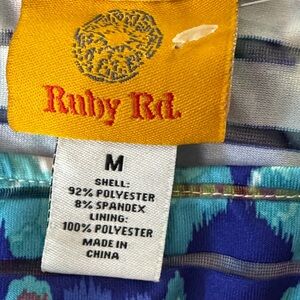 Ruby Rd.
M
SHELL:
92% POLYESTER
8% SPANDEX
LINING:
100% POLYESTER
MADE IN
CHINA